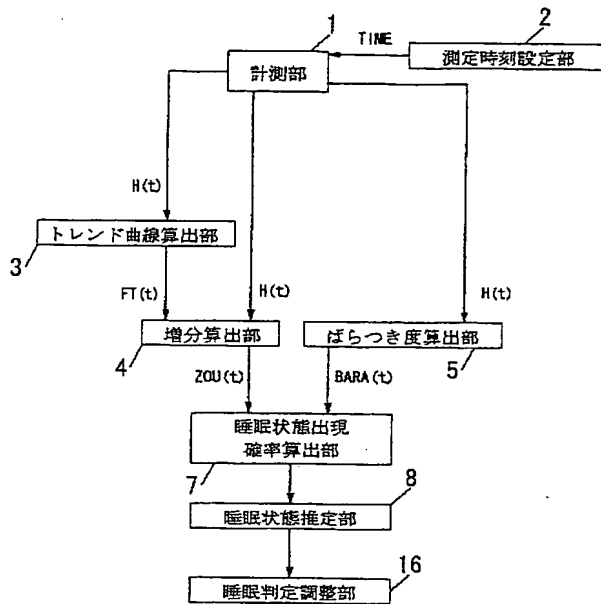 1
2
TIME
計測部
測定時刻設定部
H(t)
トレンド曲線算出部
3
FT(t)
H(t)
H(t)
増分算出部
ばらつき度算出部
4
5
ZOU(t)
BARA(t)
睡眠状態出現
確率算出部
7
8
睡眠状態推定部
16
睡眠判定調整部